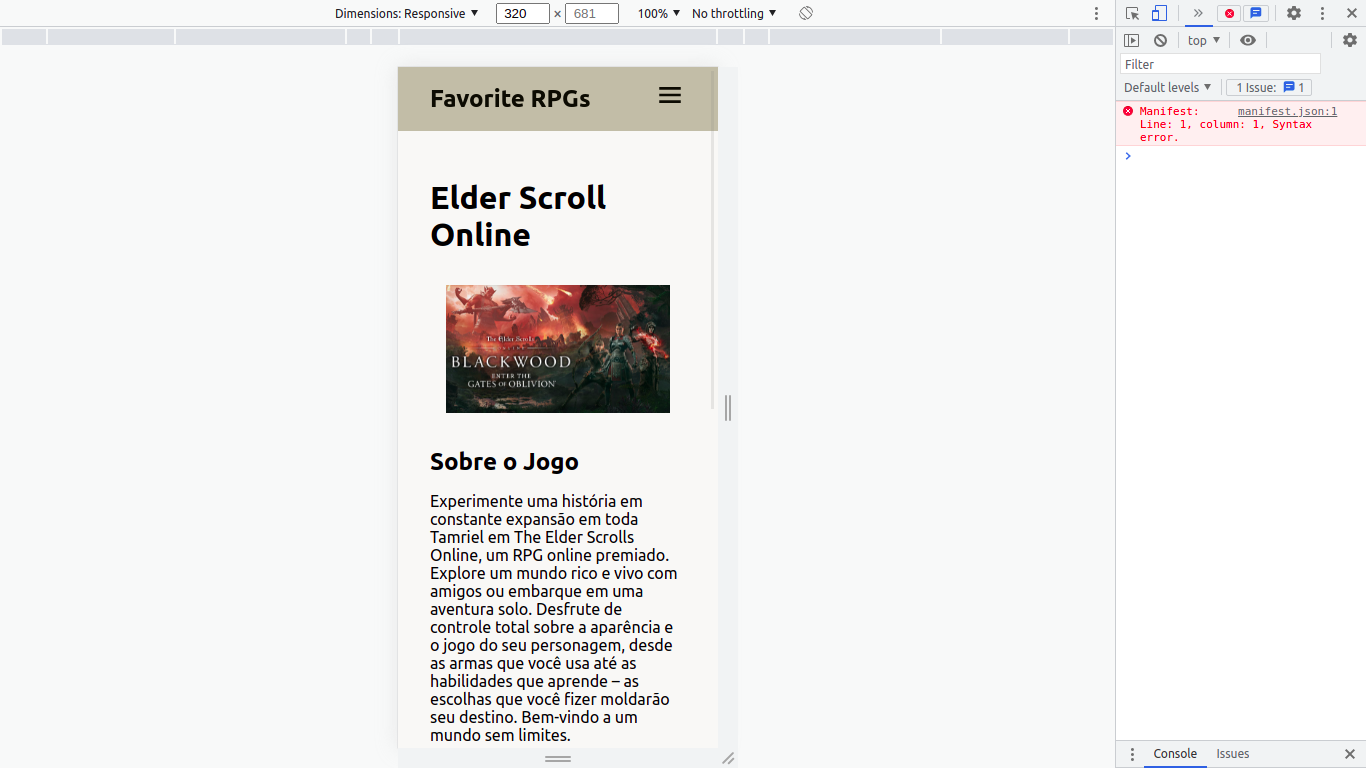 Dimensions: Responsive ▼ 320 × 681 100% ▼ No throttling ▼
top ▼
Filter
Default levels ▼ 1 Issue: 1
Manifest: manifest.json:1
Line: 1, column: 1, Syntax
error.
Favorite RPGs
Elder Scroll
Online
The Elder Scrolls
BLACKWOOD
ENTER THE
GATES OF OBLIVION
Sobre o Jogo
Experimente uma história em
constante expansão em toda
Tamriel em The Elder Scrolls
Online, um RPG online premiado.
Explore um mundo rico e vivo com
amigos ou embarque em uma
aventura solo. Desfrute de
controle total sobre a aparência e
o jogo do seu personagem, desde
as armas que você usa até as
habilidades que aprende – as
escolhas que você fizer moldarão
seu destino. Bem-vindo a um
mundo sem limites.
Console Issues